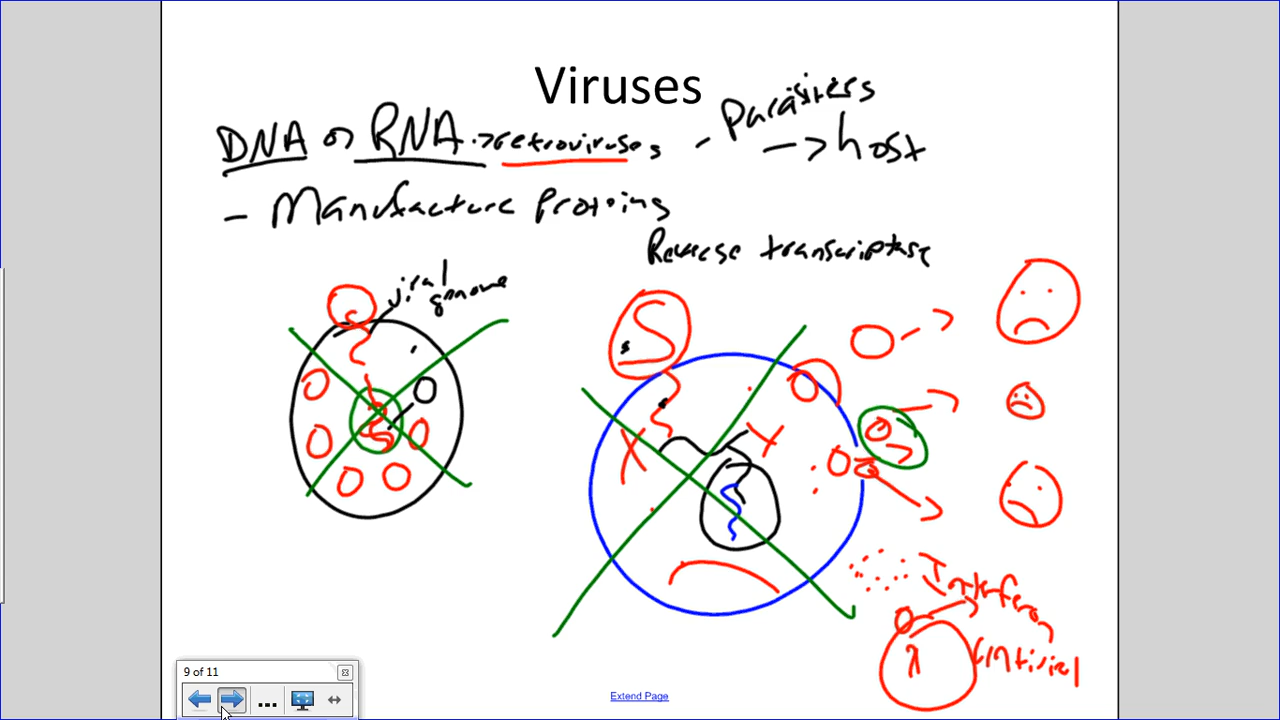 Viruses
DNA or RNA -> retroviruses
- Parasites
-> host
- Manufacture Proteins
Reverse transcriptase
viral
genome
Interferon
antiviral
9 of 11
Extend Page